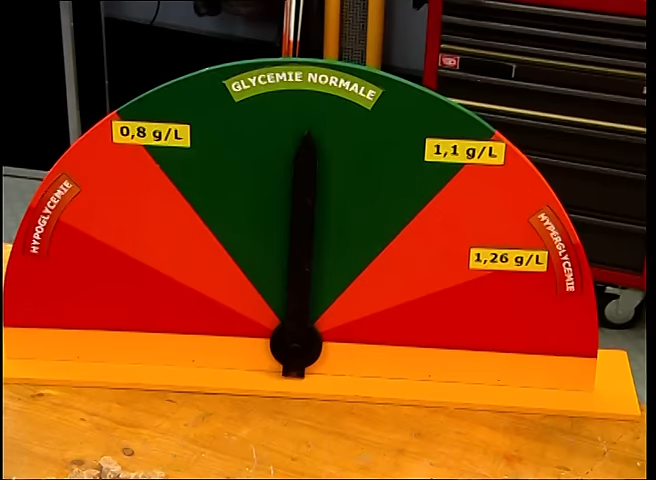 GLYCEMIE NORMALE
0,8 g/L
1,1 g/L
HYPOGLYCEMIE
HYPERGLYCEMIE
1,26 g/L